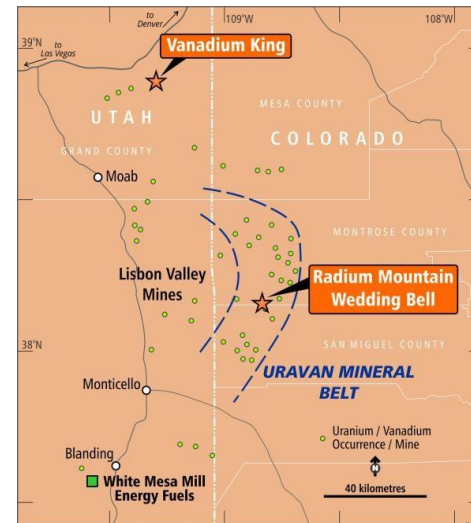 to
Denver
109°W
108°W
39°N
to
Las Vegas
Vanadium King
MESA COUNTY
UTAH
COLORADO
GRAND COUNTY
Moab
MONTROSE COUNTY
Lisbon Valley
Mines
Radium Mountain
Wedding Bell
38°N
SAN MIGUEL COUNTY
URAVAN MINERAL
BELT
Monticello
Uranium / Vanadium
Occurrence / Mine
Blanding
N
White Mesa Mill
Energy Fuels
40 kilometres